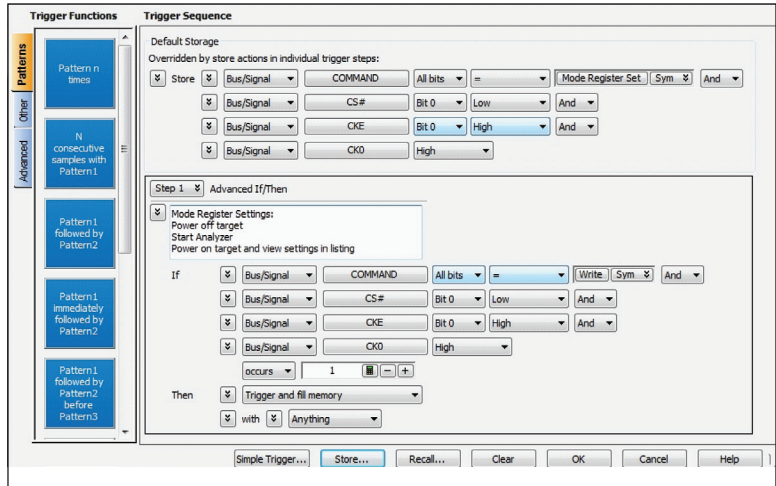 Trigger Functions
Trigger Sequence
Patterns
Other
Advanced
Pattern n
times
N
consecutive
samples with
Pattern1
Pattern1
followed by
Pattern2
Pattern1
immediately
followed by
Pattern2
Pattern1
followed by
Pattern2
before
Pattern3
Default Storage
Overridden by store actions in individual trigger steps:
Store Bus/Signal COMMAND All bits = Mode Register Set Sym And
Bus/Signal CS# Bit 0 Low And
Bus/Signal CKE Bit 0 High And
Bus/Signal CK0 High
Step 1 Advanced If/Then
Mode Register Settings:
Power off target
Start Analyzer
Power on target and view settings in listing
If Bus/Signal COMMAND All bits = Write Sym And
Bus/Signal CS# Bit 0 Low And
Bus/Signal CKE Bit 0 High And
Bus/Signal CK0 High
occurs 1 - +
Then Trigger and fill memory
with Anything
Simple Trigger... Store... Recall... Clear OK Cancel Help